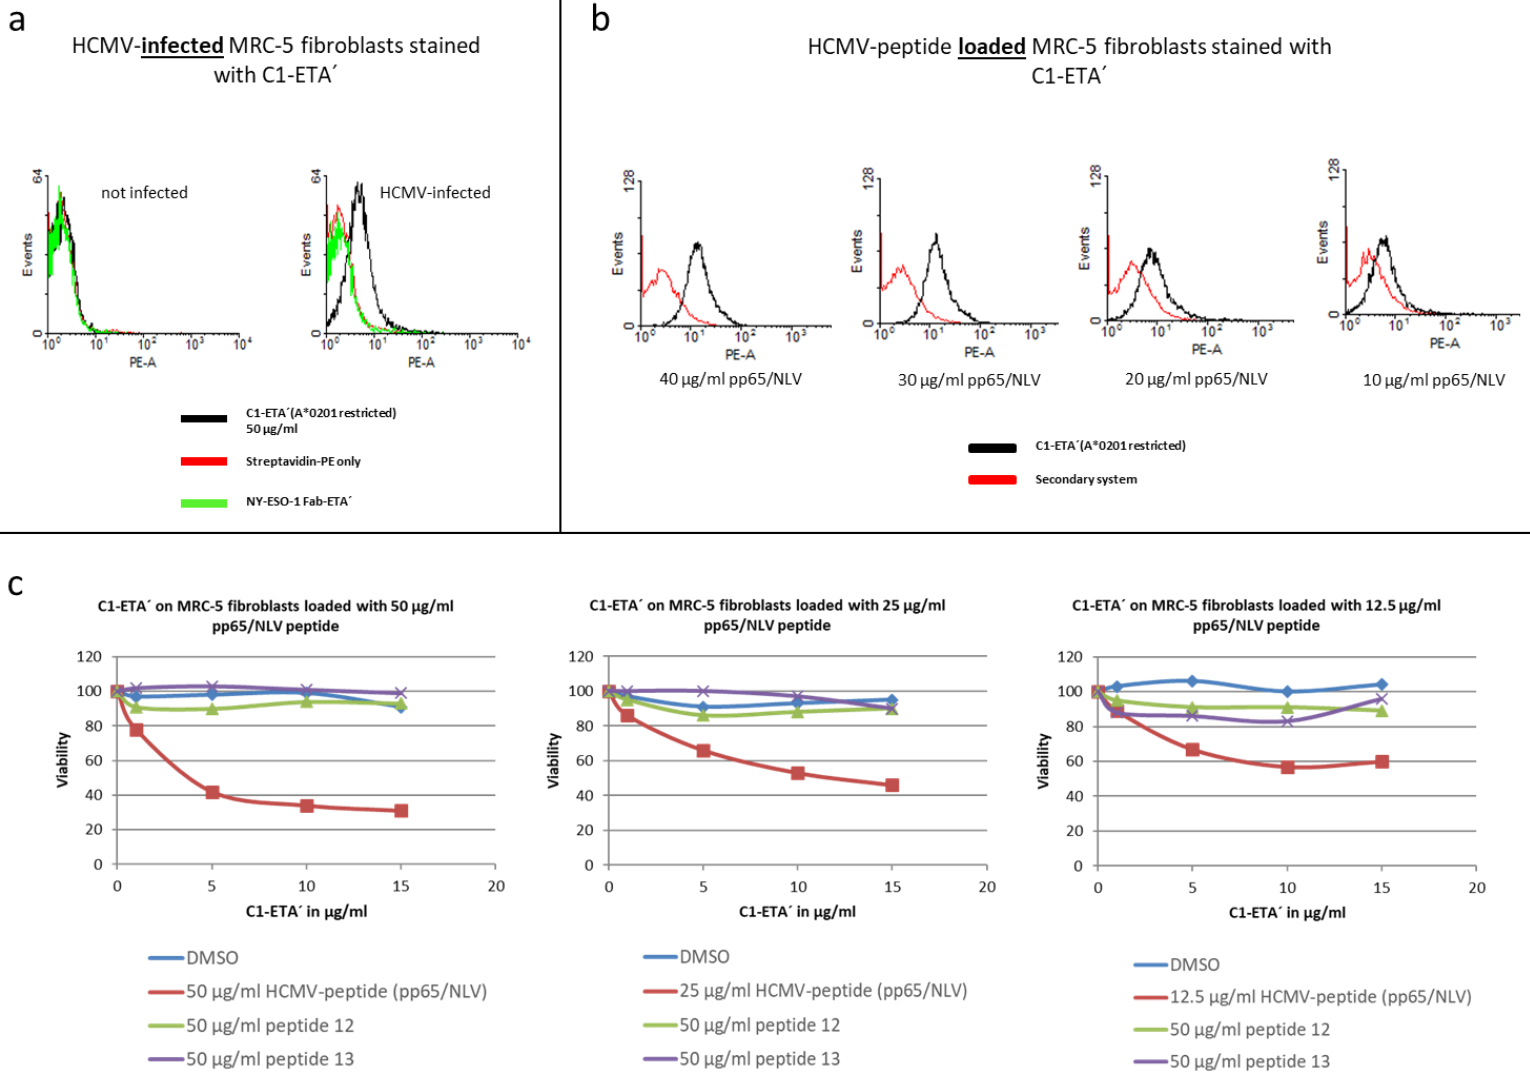 a
HCMV-infected MRC-5 fibroblasts stained
with C1-ETA´
64
Events
0
not infected
10⁰ 10¹ 10² 10³ 10⁴
PE-A
64
Events
0
HCMV-infected
10⁰ 10¹ 10² 10³ 10⁴
PE-A
C1-ETA´(A*0201 restricted)
50 µg/ml
Streptavidin-PE only
NY-ESO-1 Fab-ETA´
b
HCMV-peptide loaded MRC-5 fibroblasts stained with
C1-ETA´
128
Events
0
10⁰ 10¹ 10² 10³
PE-A
40 µg/ml pp65/NLV
128
Events
0
10⁰ 10¹ 10² 10³
PE-A
30 µg/ml pp65/NLV
128
Events
0
10⁰ 10¹ 10² 10³
PE-A
20 µg/ml pp65/NLV
128
Events
0
10⁰ 10¹ 10² 10³
PE-A
10 µg/ml pp65/NLV
C1-ETA´(A*0201 restricted)
Secondary system
c
C1-ETA´ on MRC-5 fibroblasts loaded with 50 µg/ml
pp65/NLV peptide
120
100
80
60
40
20
0
Viability
0 5 10 15 20
C1-ETA´ in µg/ml
DMSO
50 µg/ml HCMV-peptide (pp65/NLV)
50 µg/ml peptide 12
50 µg/ml peptide 13
C1-ETA´ on MRC-5 fibroblasts loaded with 25 µg/ml
pp65/NLV peptide
120
100
80
60
40
20
0
Viability
0 5 10 15 20
C1-ETA´ in µg/ml
DMSO
25 µg/ml HCMV-peptide (pp65/NLV)
50 µg/ml peptide 12
50 µg/ml peptide 13
C1-ETA´ on MRC-5 fibroblasts loaded with 12.5 µg/ml
pp65/NLV peptide
120
100
80
60
40
20
0
Viability
0 5 10 15 20
C1-ETA´ in µg/ml
DMSO
12.5 µg/ml HCMV-peptide (pp65/NLV)
50 µg/ml peptide 12
50 µg/ml peptide 13